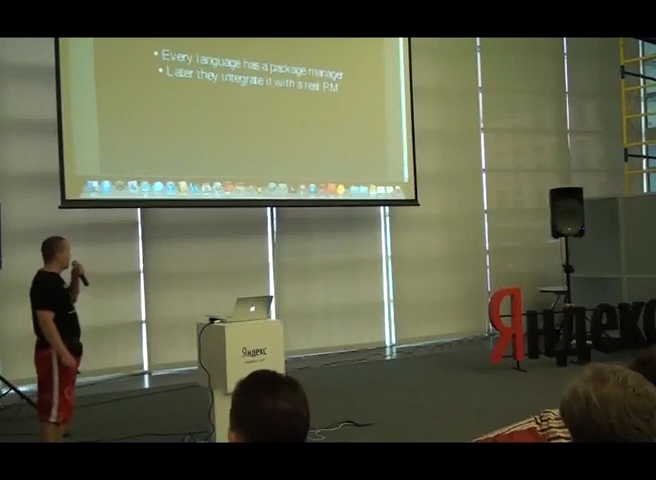 • Every language has a package manager
• Later they integrate it with a real PM
Яндекс
Яндекс